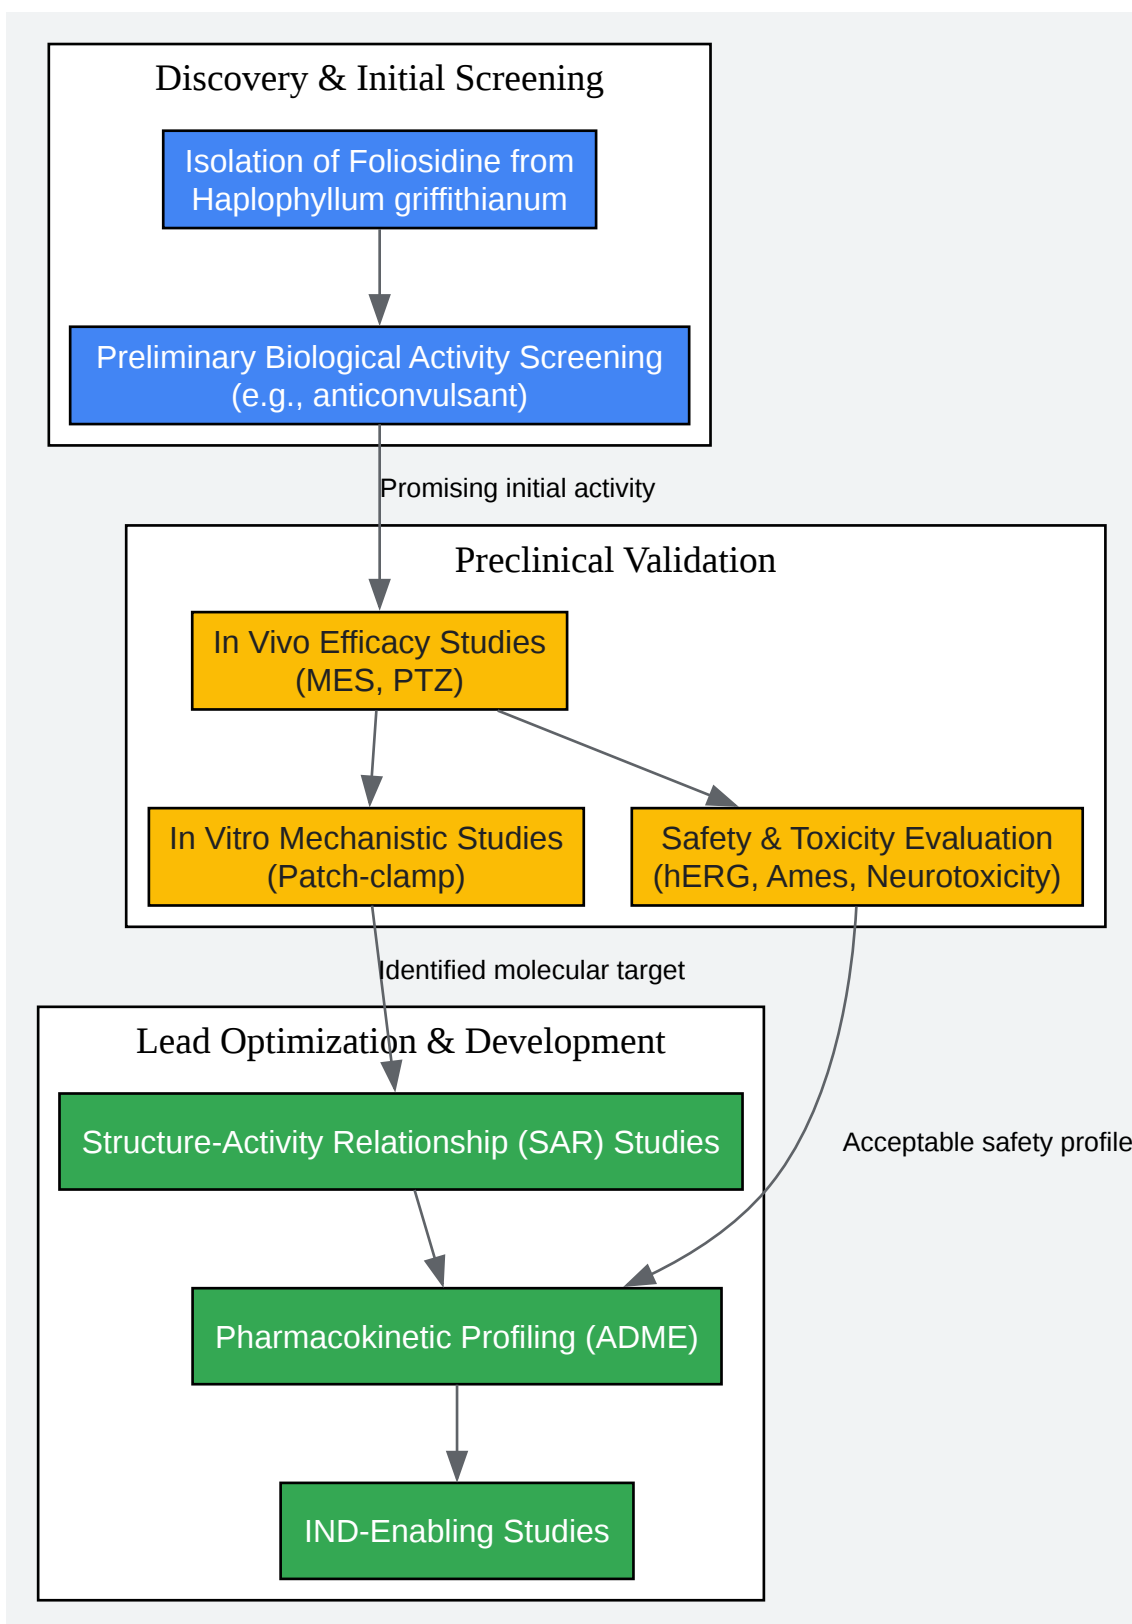 Discovery & Initial Screening
Isolation of Foliosidine from
Haplophyllum griffithianum
Preliminary Biological Activity Screening
(e.g., anticonvulsant)
Promising initial activity
Preclinical Validation
In Vivo Efficacy Studies
(MES, PTZ)
In Vitro Mechanistic Studies
(Patch-clamp)
Safety & Toxicity Evaluation
(hERG, Ames, Neurotoxicity)
Identified molecular target
Lead Optimization & Development
Structure-Activity Relationship (SAR) Studies
Acceptable safety profile
Pharmacokinetic Profiling (ADME)
IND-Enabling Studies